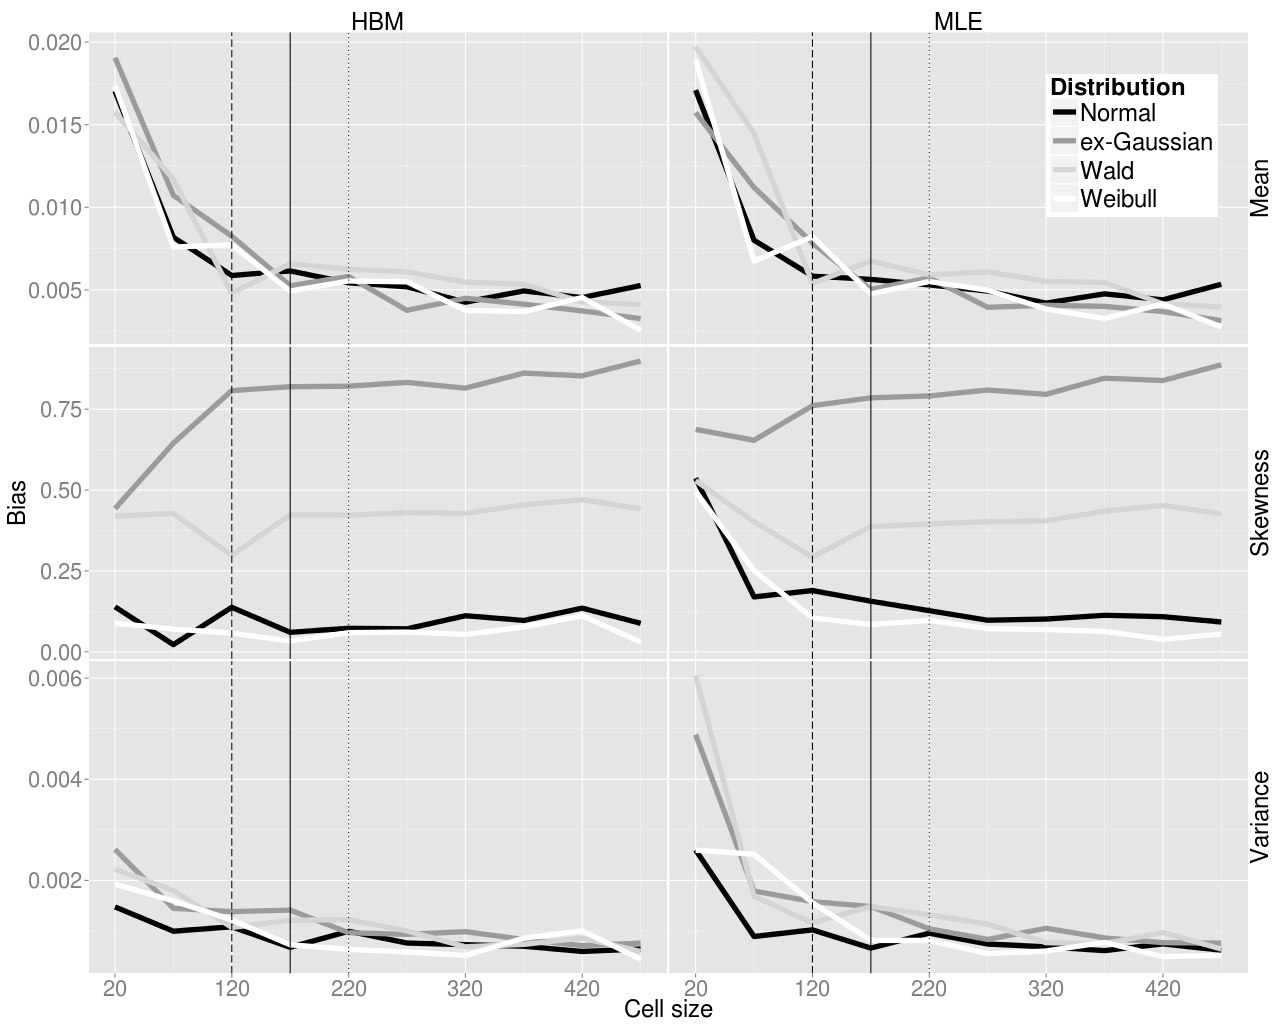 HBM
MLE
0.020
0.015
0.010
0.005
Distribution
Normal
ex-Gaussian
Wald
Weibull
Mean
Bias
0.75
0.50
0.25
0.00
Skewness
0.006
0.004
0.002
Variance
20 120 220 320 420
20 120 220 320 420
Cell size